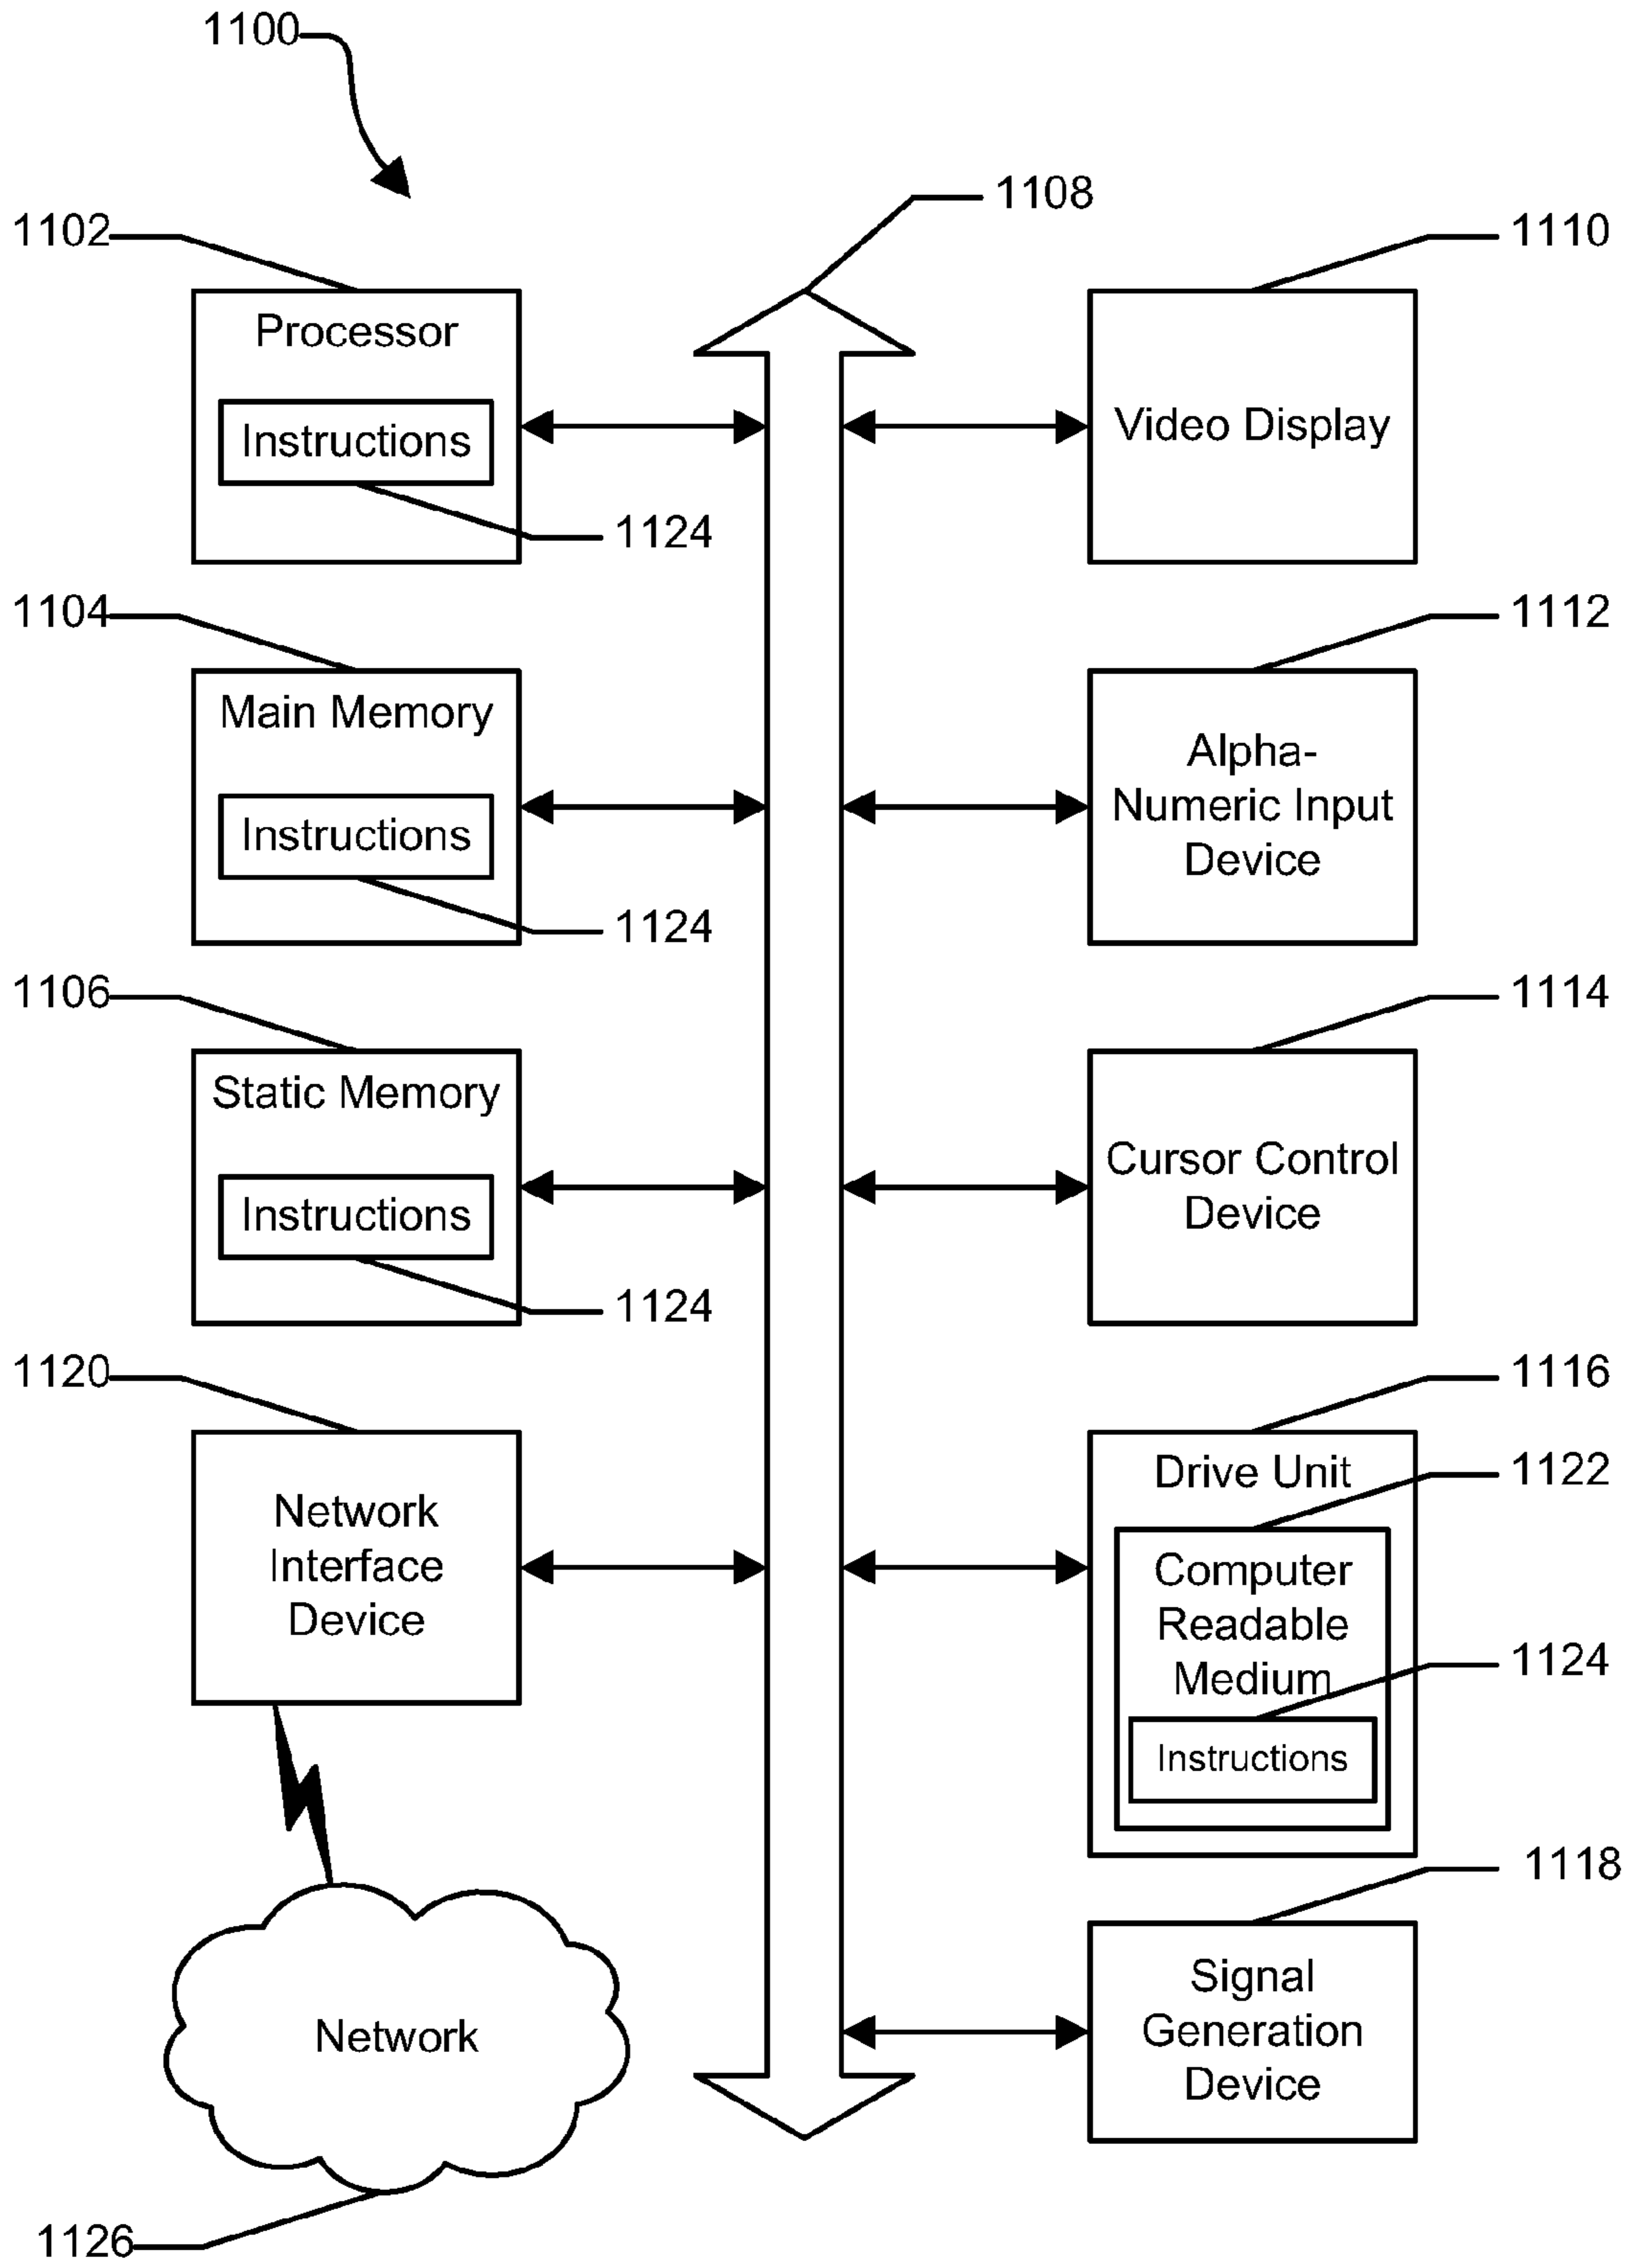 1100
1108
1102
Processor
Instructions
1124
1110
Video Display
1104
Main Memory
Instructions
1124
1112
Alpha-
Numeric Input
Device
1106
Static Memory
Instructions
1124
1114
Cursor Control
Device
1120
Network
Interface
Device
1116
Drive Unit
1122
Computer
Readable
Medium
1124
Instructions
1118
Signal
Generation
Device
Network
1126